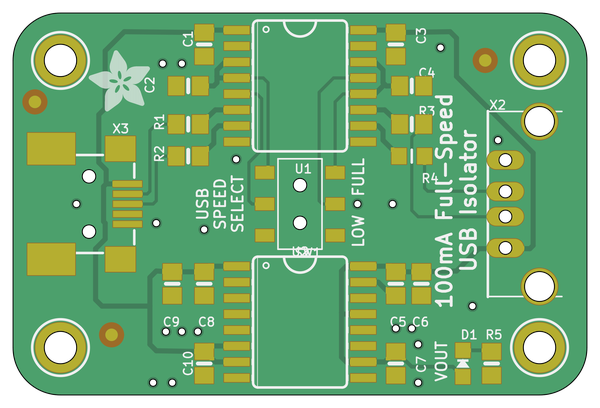 C1
C3
C2
C4
R1
R3
X2
X3
R2
R4
U1
USB
SPEED
SELECT
LOW FULL
100mA Full-Speed
USB Isolator
C9
C8
C5
C6
D1
R5
C10
C7
VOUT